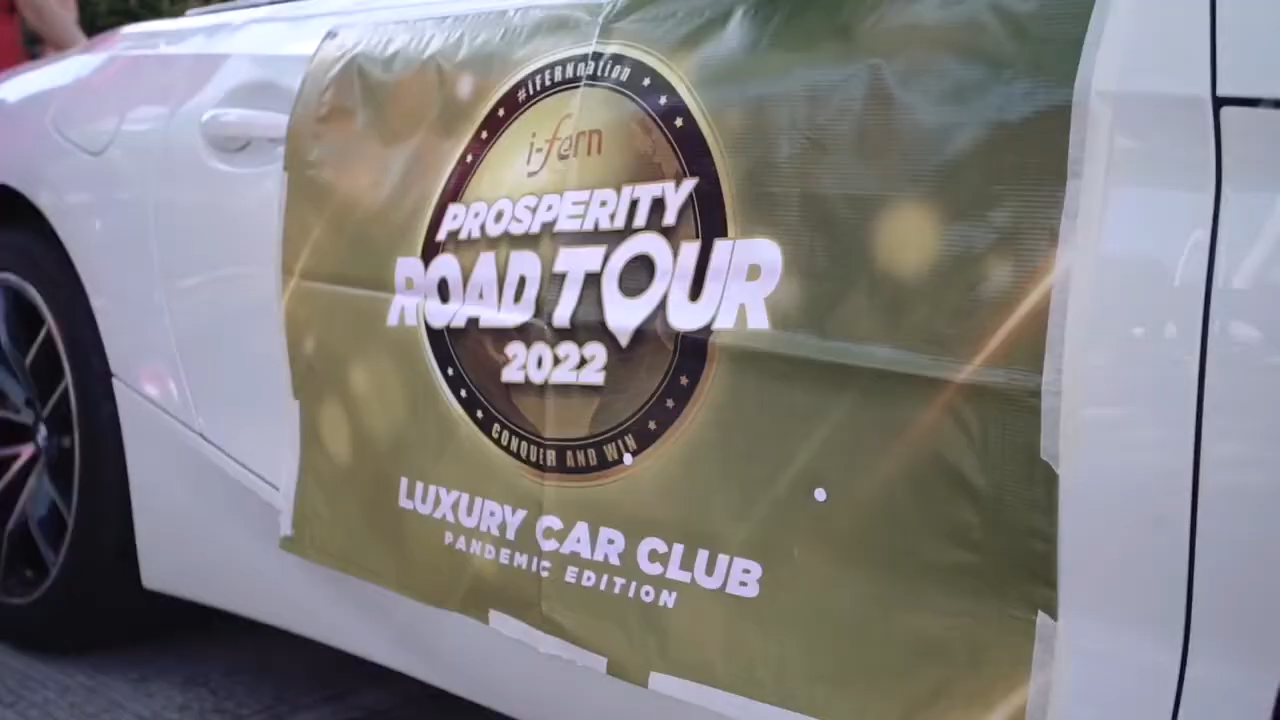 #iFERNnation
i-fern
PROSPERITY
ROAD TOUR
2022
CONQUER AND WIN
LUXURY CAR CLUB
PANDEMIC EDITION